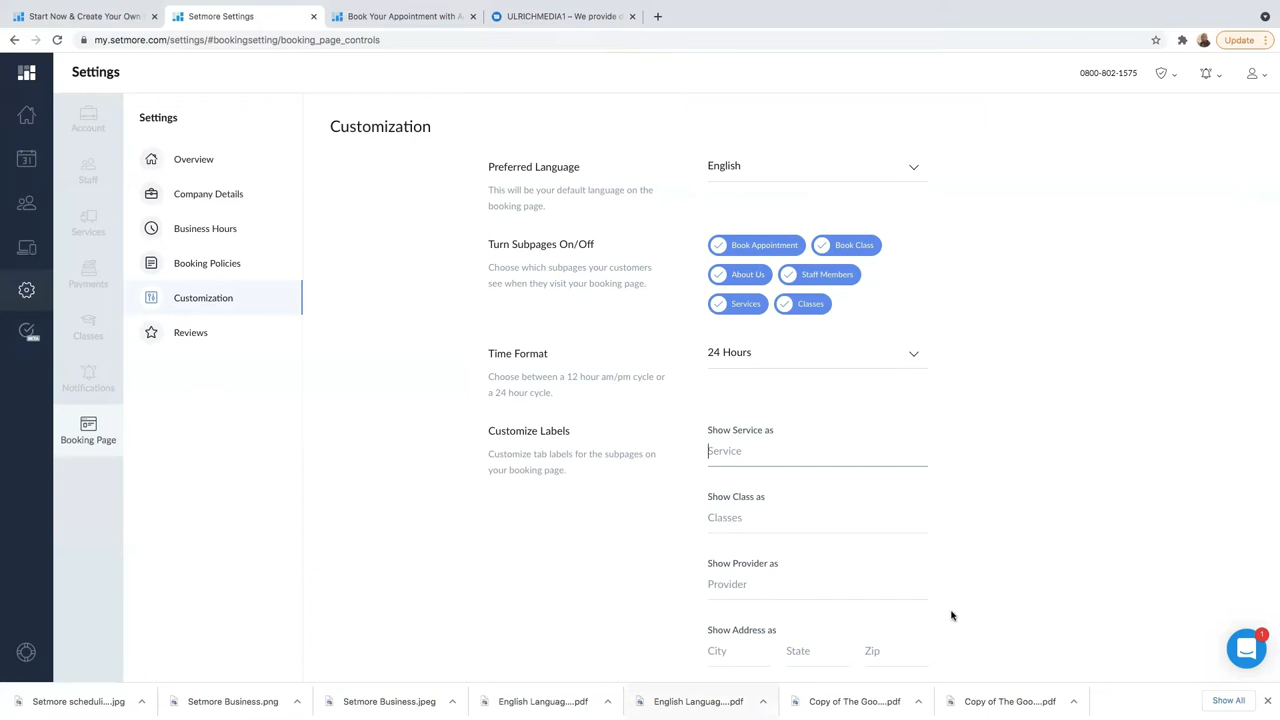 Start Now & Create Your Own
Setmore Settings
Book Your Appointment with A
ULRICHMEDIA1 – We provide d
my.setmore.com/settings/#bookingsetting/booking_page_controls
Update
Settings
0800-802-1575
Account
Staff
Services
Payments
Classes
Notifications
Booking Page
BETA
Settings
Overview
Company Details
Business Hours
Booking Policies
Customization
Reviews
Customization
Preferred Language
This will be your default language on the
booking page.
English
Turn Subpages On/Off
Choose which subpages your customers
see when they visit your booking page.
Book Appointment
Book Class
About Us
Staff Members
Services
Classes
Time Format
Choose between a 12 hour am/pm cycle or
a 24 hour cycle.
24 Hours
Customize Labels
Customize tab labels for the subpages on
your booking page.
Show Service as
Service
Show Class as
Classes
Show Provider as
Provider
Show Address as
City
State
Zip
1
Setmore scheduli....jpg
Setmore Business.png
Setmore Business.jpeg
English Languag....pdf
English Languag....pdf
Copy of The Goo....pdf
Copy of The Goo....pdf
Show All